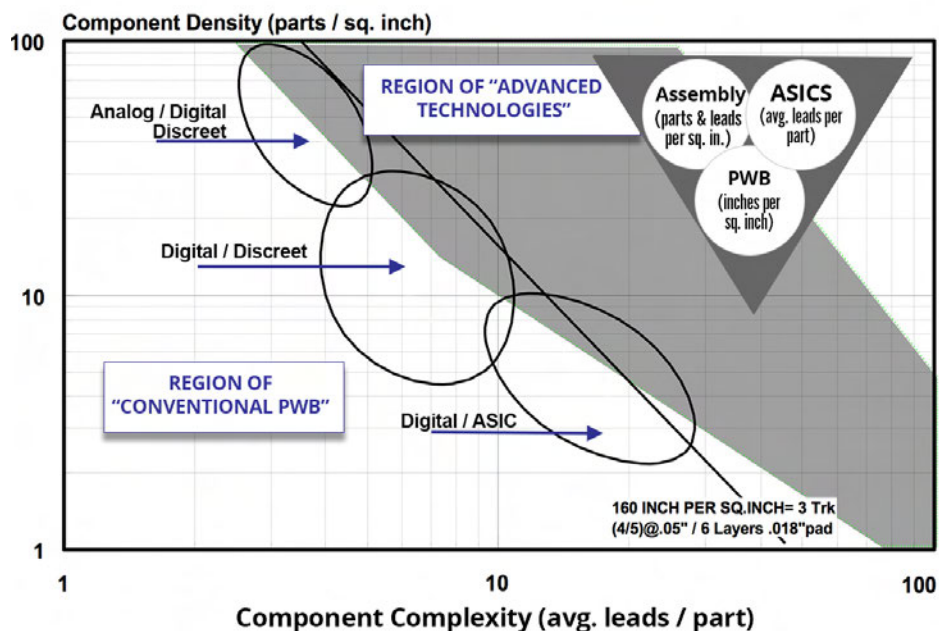 Component Density (parts / sq. inch)
100
Analog / Digital
Discreet
REGION OF “ADVANCED
TECHNOLOGIES”
Assembly
(parts & leads
per sq. in.)
ASICS
(avg. leads per
part)
PWB
(inches per
sq. inch)
Digital / Discreet
10
REGION OF
“CONVENTIONAL PWB”
Digital / ASIC
160 INCH PER SQ.INCH= 3 Trk
(4/5)@.05" / 6 Layers .018"pad
1
1
10
100
Component Complexity (avg. leads / part)